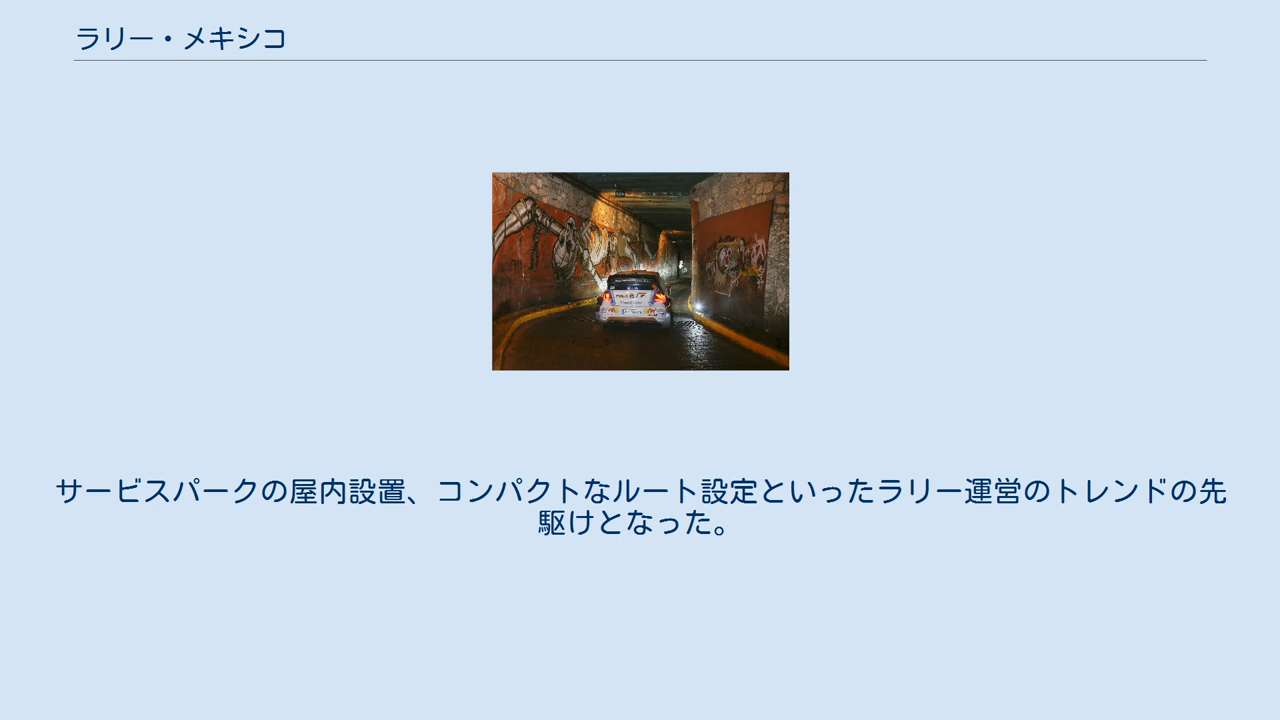 ラリー・メキシコ
サービスパークの屋内設置、コンパクトなルート設定といったラリー運営のトレンドの先
駆けとなった。